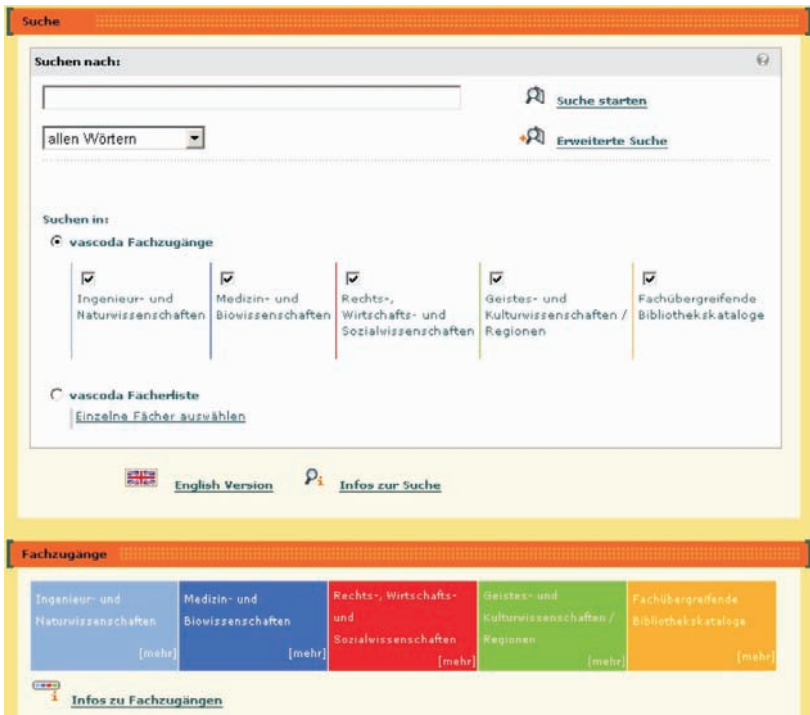 Suche
Suchen nach:
Suche starten
allen Wörtern
Erweiterte Suche
Suchen in:
vascoda Fachzugänge
Ingenieur- und
Naturwissenschaften
Medizin- und
Biowissenschaften
Rechts-,
Wirtschafts- und
Sozialwissenschaften
Geistes- und
Kulturwissenschaften /
Regionen
Fachübergreifende
Bibliothekskataloge
vascoda Fächerliste
Einzelne Fächer auswählen
English Version
Infos zur Suche
Fachzugänge
Ingenieur- und
Naturwissenschaften
[mehr]
Medizin- und
Biowissenschaften
[mehr]
Rechts-, Wirtschafts-
und
Sozialwissenschaften
[mehr]
Geistes- und
Kulturwissenschaften /
Regionen
[mehr]
Fachübergreifende
Bibliothekskataloge
[mehr]
Infos zu Fachzugängen